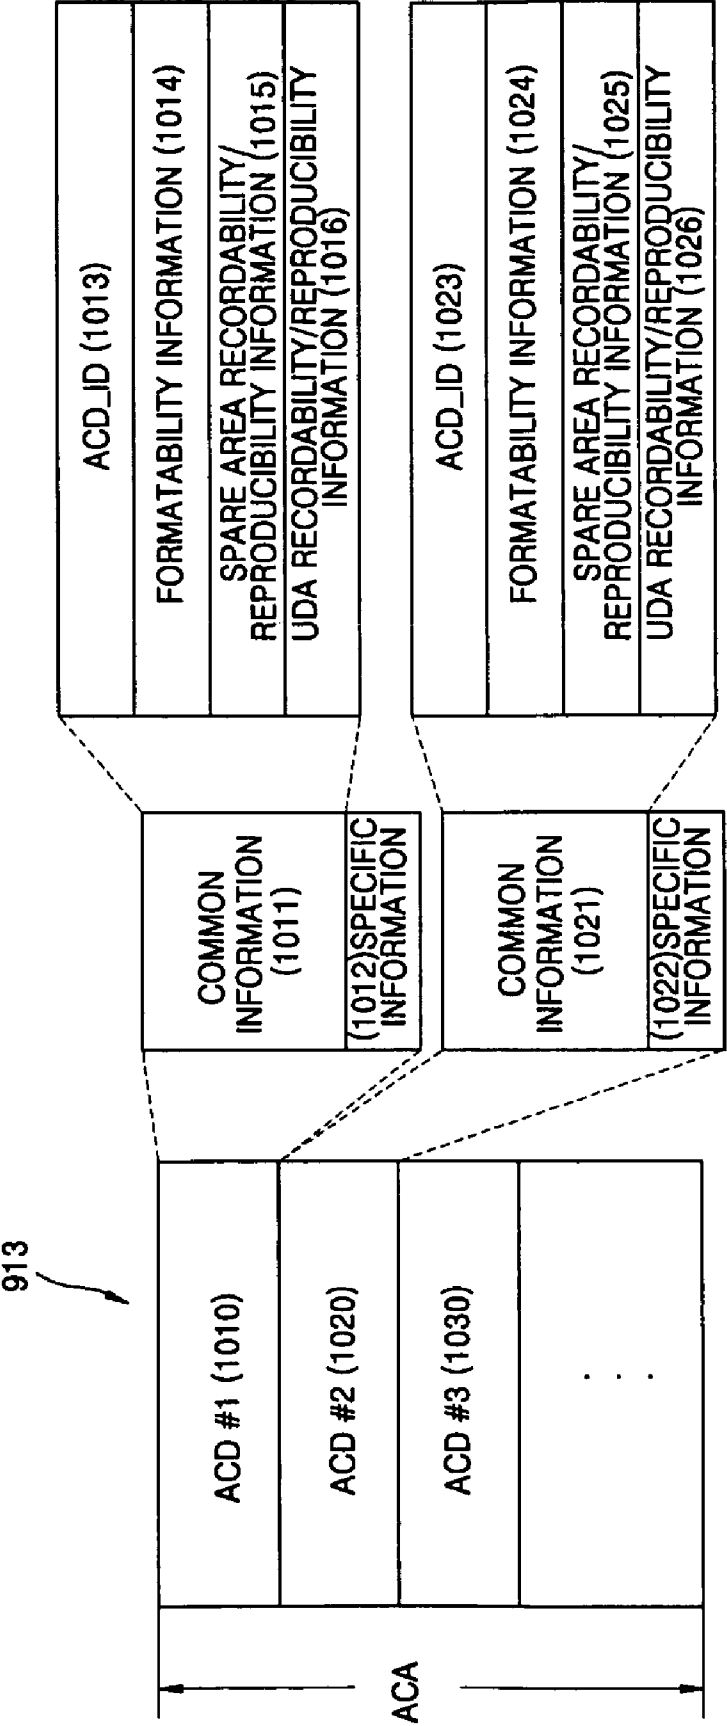 913
ACA
ACD #1 (1010)
ACD #2 (1020)
ACD #3 (1030)
. . .
COMMON
INFORMATION
(1011)
(1012)SPECIFIC
INFORMATION
COMMON
INFORMATION
(1021)
(1022)SPECIFIC
INFORMATION
ACD_ID (1013)
FORMATABILITY INFORMATION (1014)
SPARE AREA RECORDABILITY/
REPRODUCIBILITY INFORMATION (1015)
UDA RECORDABILITY/REPRODUCIBILITY
INFORMATION (1016)
ACD_ID (1023)
FORMATABILITY INFORMATION (1024)
SPARE AREA RECORDABILITY/
REPRODUCIBILITY INFORMATION (1025)
UDA RECORDABILITY/REPRODUCIBILITY
INFORMATION (1026)